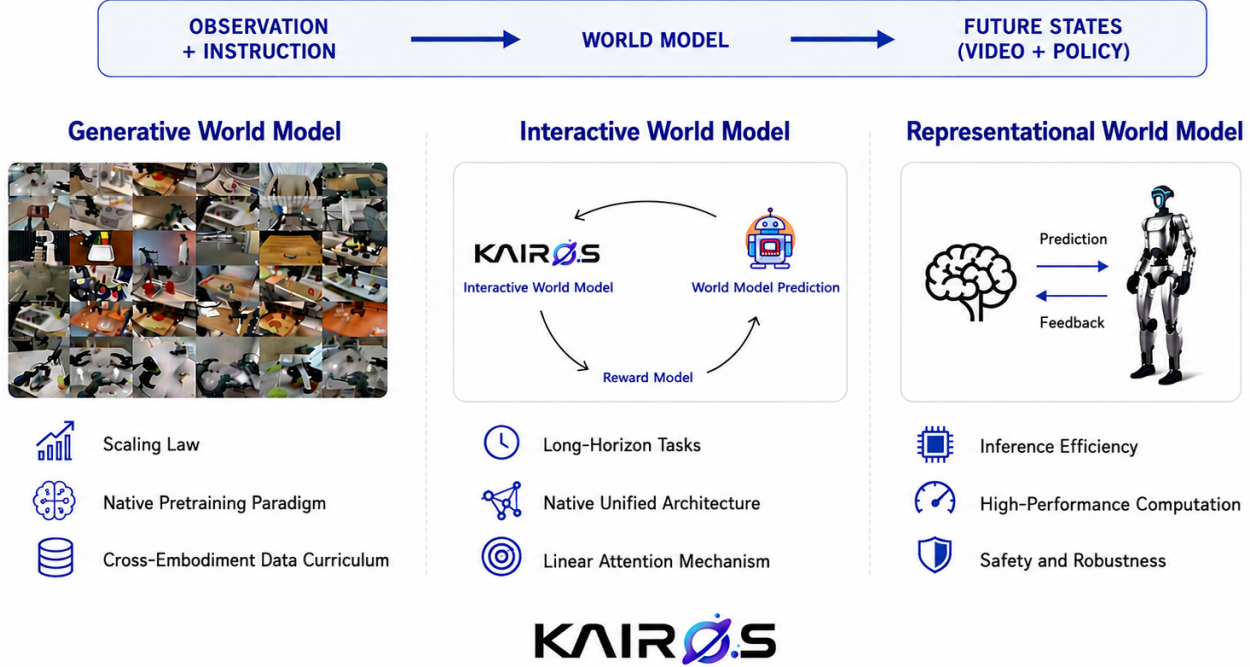 OBSERVATION
+ INSTRUCTION
WORLD MODEL
FUTURE STATES
(VIDEO + POLICY)
Generative World Model
Scaling Law
Native Pretraining Paradigm
Cross-Embodiment Data Curriculum
Interactive World Model
KAIROS
Interactive World Model
World Model Prediction
Reward Model
Long-Horizon Tasks
Native Unified Architecture
Linear Attention Mechanism
Representational World Model
Prediction
Feedback
Inference Efficiency
High-Performance Computation
Safety and Robustness
KAIROS